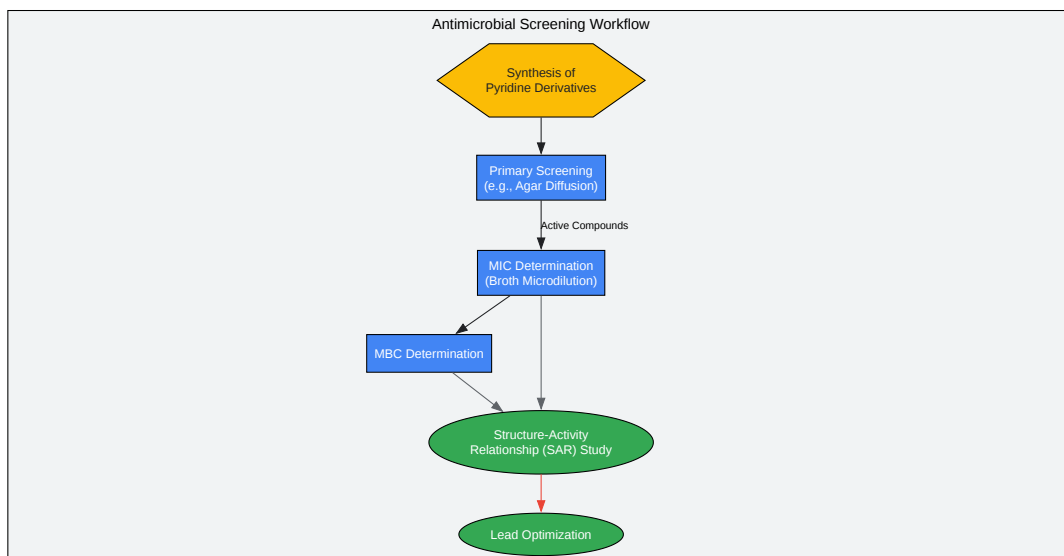 Antimicrobial Screening Workflow
Synthesis of
Pyridine Derivatives
Primary Screening
(e.g., Agar Diffusion)
Active Compounds
MIC Determination
(Broth Microdilution)
MBC Determination
Structure-Activity
Relationship (SAR) Study
Lead Optimization